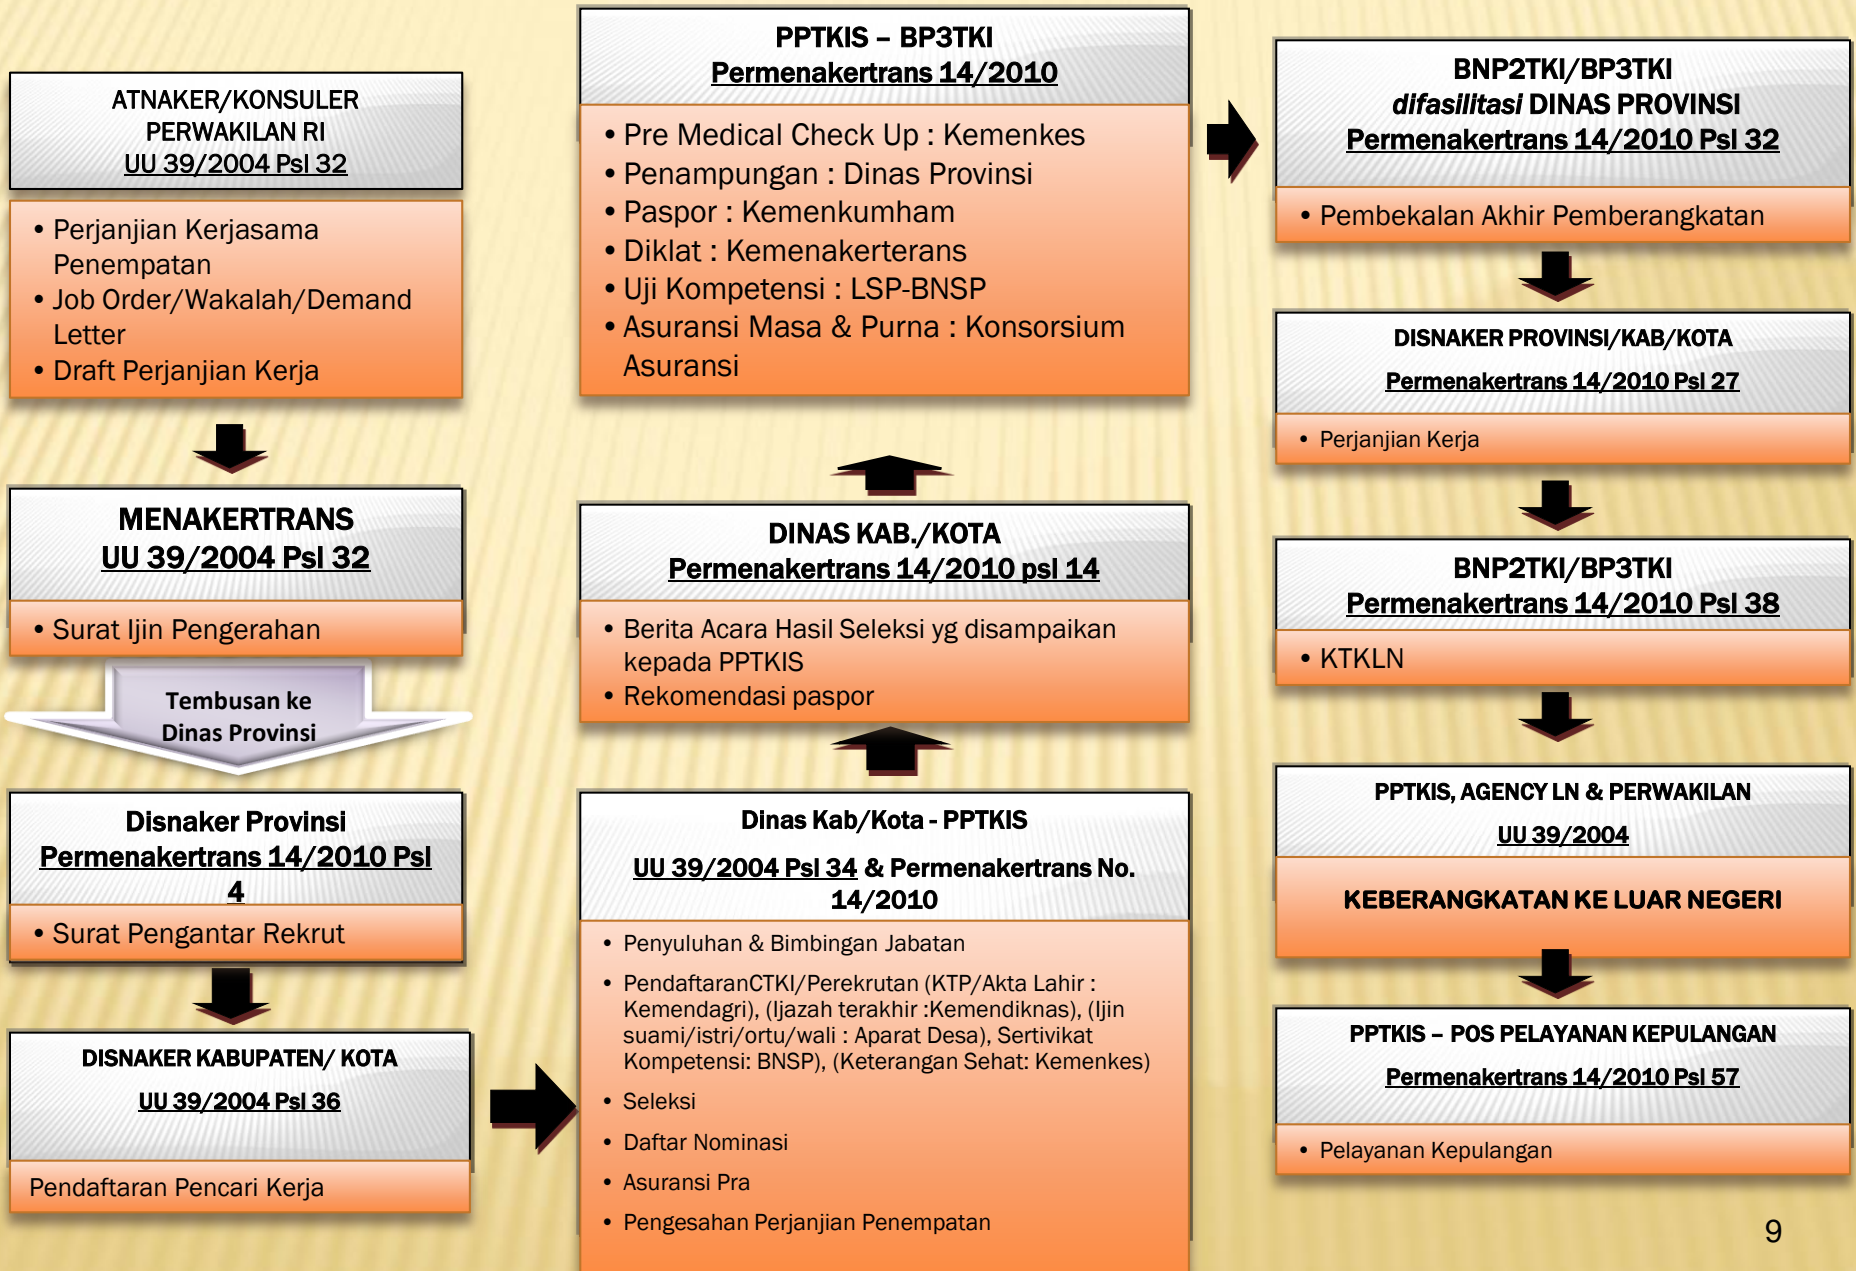 ATNAKER/KONSULER
PERWAKILAN RI
UU 39/2004 Psl 32
• Perjanjian Kerjasama
Penempatan
• Job Order/Wakalah/Demand
Letter
• Draft Perjanjian Kerja
MENAKERTRANS
UU 39/2004 Psl 32
• Surat Ijin Pengerahan
Tembusan ke
Dinas Provinsi
Disnaker Provinsi
Permenakertrans 14/2010 Psl
4
• Surat Pengantar Rekrut
DISNAKER KABUPATEN/ KOTA
UU 39/2004 Psl 36
Pendaftaran Pencari Kerja
Dinas Kab/Kota - PPTKIS
UU 39/2004 Psl 34 & Permenakertrans No.
14/2010
• Penyuluhan & Bimbingan Jabatan
• PendaftaranCTKI/Perekrutan (KTP/Akta Lahir :
Kemendagri), (Ijazah terakhir :Kemendiknas), (Ijin
suami/istri/ortu/wali : Aparat Desa), Sertivikat
Kompetensi: BNSP), (Keterangan Sehat: Kemenkes)
• Seleksi
• Daftar Nominasi
• Asuransi Pra
• Pengesahan Perjanjian Penempatan
DINAS KAB./KOTA
Permenakertrans 14/2010 psl 14
• Berita Acara Hasil Seleksi yg disampaikan
kepada PPTKIS
• Rekomendasi paspor
PPTKIS – BP3TKI
Permenakertrans 14/2010
• Pre Medical Check Up : Kemenkes
• Penampungan : Dinas Provinsi
• Paspor : Kemenkumham
• Diklat : Kemenakerterans
• Uji Kompetensi : LSP-BNSP
• Asuransi Masa & Purna : Konsorsium
Asuransi
BNP2TKI/BP3TKI
difasilitasi DINAS PROVINSI
Permenakertrans 14/2010 Psl 32
• Pembekalan Akhir Pemberangkatan
DISNAKER PROVINSI/KAB/KOTA
Permenakertrans 14/2010 Psl 27
• Perjanjian Kerja
BNP2TKI/BP3TKI
Permenakertrans 14/2010 Psl 38
• KTKLN
PPTKIS, AGENCY LN & PERWAKILAN
UU 39/2004
KEBERANGKATAN KE LUAR NEGERI
PPTKIS – POS PELAYANAN KEPULANGAN
Permenakertrans 14/2010 Psl 57
• Pelayanan Kepulangan
9